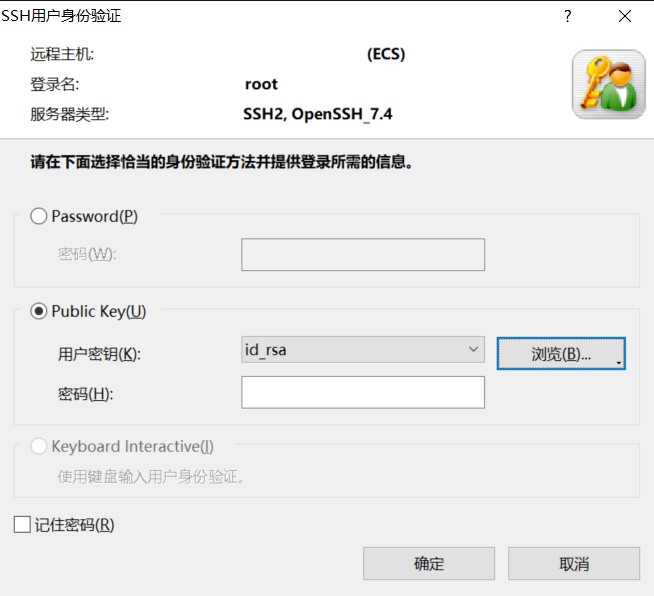 SSH用户身份验证
远程主机: (ECS)
登录名: root
服务器类型: SSH2, OpenSSH_7.4
请在下面选择恰当的身份验证方法并提供登录所需的信息。
Password(P)
密码(W):
Public Key(U)
用户密钥(K): id_rsa 浏览(B)...
密码(H):
Keyboard Interactive(I)
使用键盘输入用户身份验证。
记住密码(R)
确定 取消